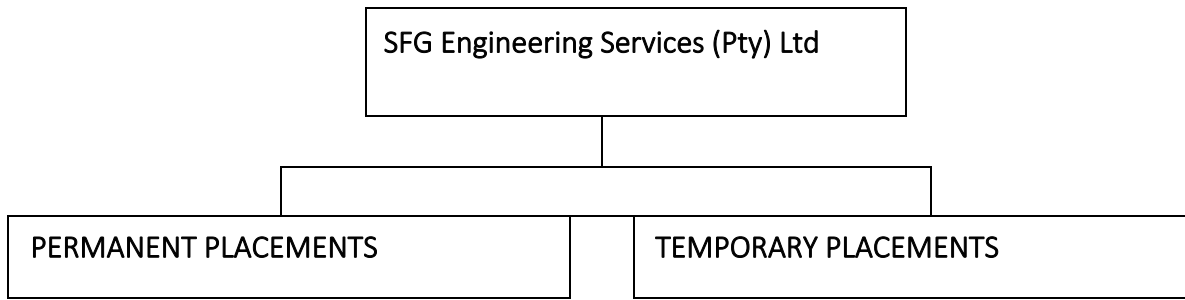 SFG Engineering Services (Pty) Ltd
PERMANENT PLACEMENTS
TEMPORARY PLACEMENTS